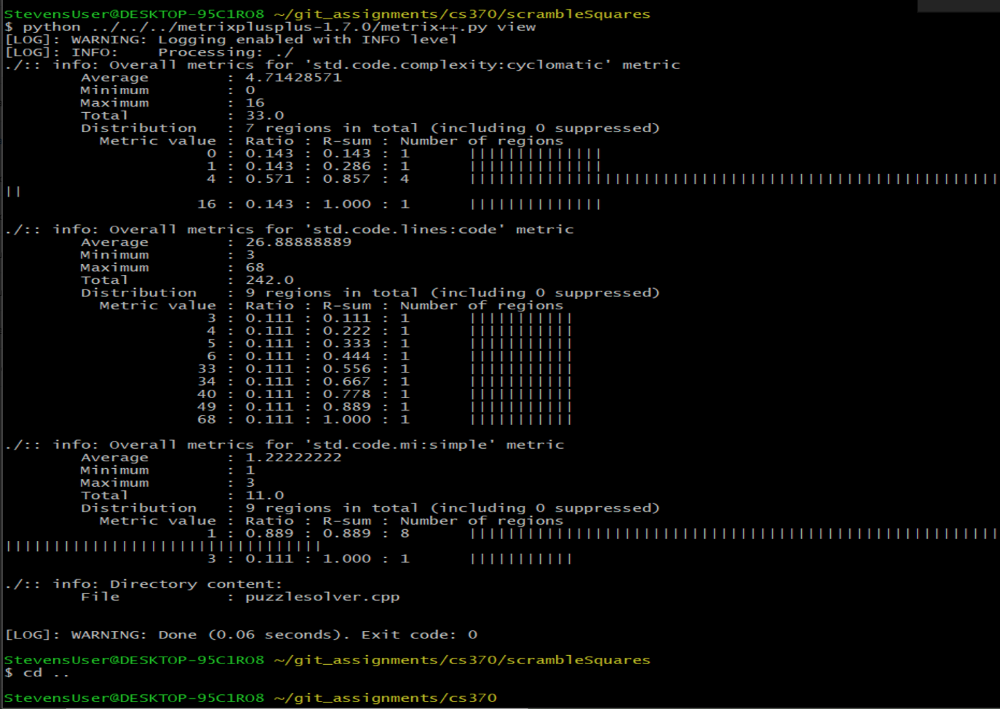 StevensUser@DESKTOP-95C1RO8 ~/git_assignments/cs370/scrambleSquares
$ python ../../../metrixplusplus-1.7.0/metrix++.py view
[LOG]: WARNING: Logging enabled with INFO level
[LOG]: INFO:    Processing: ./
./:: info: Overall metrics for 'std.code.complexity:cyclomatic' metric
        Average        : 4.71428571
        Minimum        : 0
        Maximum        : 16
        Total          : 33.0
        Distribution   : 7 regions in total (including 0 suppressed)
          Metric value : Ratio : R-sum : Number of regions
                     0 : 0.143 : 0.143 : 1      ||||||||||||||
                     1 : 0.143 : 0.286 : 1      ||||||||||||||
                     4 : 0.571 : 0.857 : 4      |||||||||||||||||||||||||||||||||||||||||||||||||||||||
||
                    16 : 0.143 : 1.000 : 1      ||||||||||||||
./:: info: Overall metrics for 'std.code.lines:code' metric
        Average        : 26.88888889
        Minimum        : 3
        Maximum        : 68
        Total          : 242.0
        Distribution   : 9 regions in total (including 0 suppressed)
          Metric value : Ratio : R-sum : Number of regions
                     3 : 0.111 : 0.111 : 1      |||||||||||
                     4 : 0.111 : 0.222 : 1      |||||||||||
                     5 : 0.111 : 0.333 : 1      |||||||||||
                     6 : 0.111 : 0.444 : 1      |||||||||||
                    33 : 0.111 : 0.556 : 1      |||||||||||
                    34 : 0.111 : 0.667 : 1      |||||||||||
                    40 : 0.111 : 0.778 : 1      |||||||||||
                    49 : 0.111 : 0.889 : 1      |||||||||||
                    68 : 0.111 : 1.000 : 1      |||||||||||
./:: info: Overall metrics for 'std.code.mi:simple' metric
        Average        : 1.22222222
        Minimum        : 1
        Maximum        : 3
        Total          : 11.0
        Distribution   : 9 regions in total (including 0 suppressed)
          Metric value : Ratio : R-sum : Number of regions
                     1 : 0.889 : 0.889 : 8      |||||||||||||||||||||||||||||||||||||||||||||||||||||||
|||||||||||||||||||||||||||||||||
                     3 : 0.111 : 1.000 : 1      |||||||||||
./:: info: Directory content:
        File           : puzzlesolver.cpp
[LOG]: WARNING: Done (0.06 seconds). Exit code: 0
StevensUser@DESKTOP-95C1RO8 ~/git_assignments/cs370/scrambleSquares
$ cd ..
StevensUser@DESKTOP-95C1RO8 ~/git_assignments/cs370